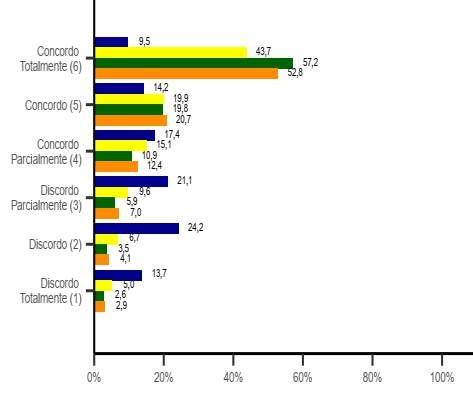 9,5
Concordo
43,7
Totalmente (6)
57,2
52,8
14,2
Concordo (5)
19,9
19,8
20,7
17,4
Concordo
15,1
Parcialmente (4)
10,9
12,4
21,1
Discordo
9,6
Parcialmente (3)
5,9
7,0
24,2
Discordo (2)
6,7
3,5
4,1
13,7
Discordo
5,0
Totalmente (1)
2,6
2,9
0% 20% 40% 60% 80% 100%